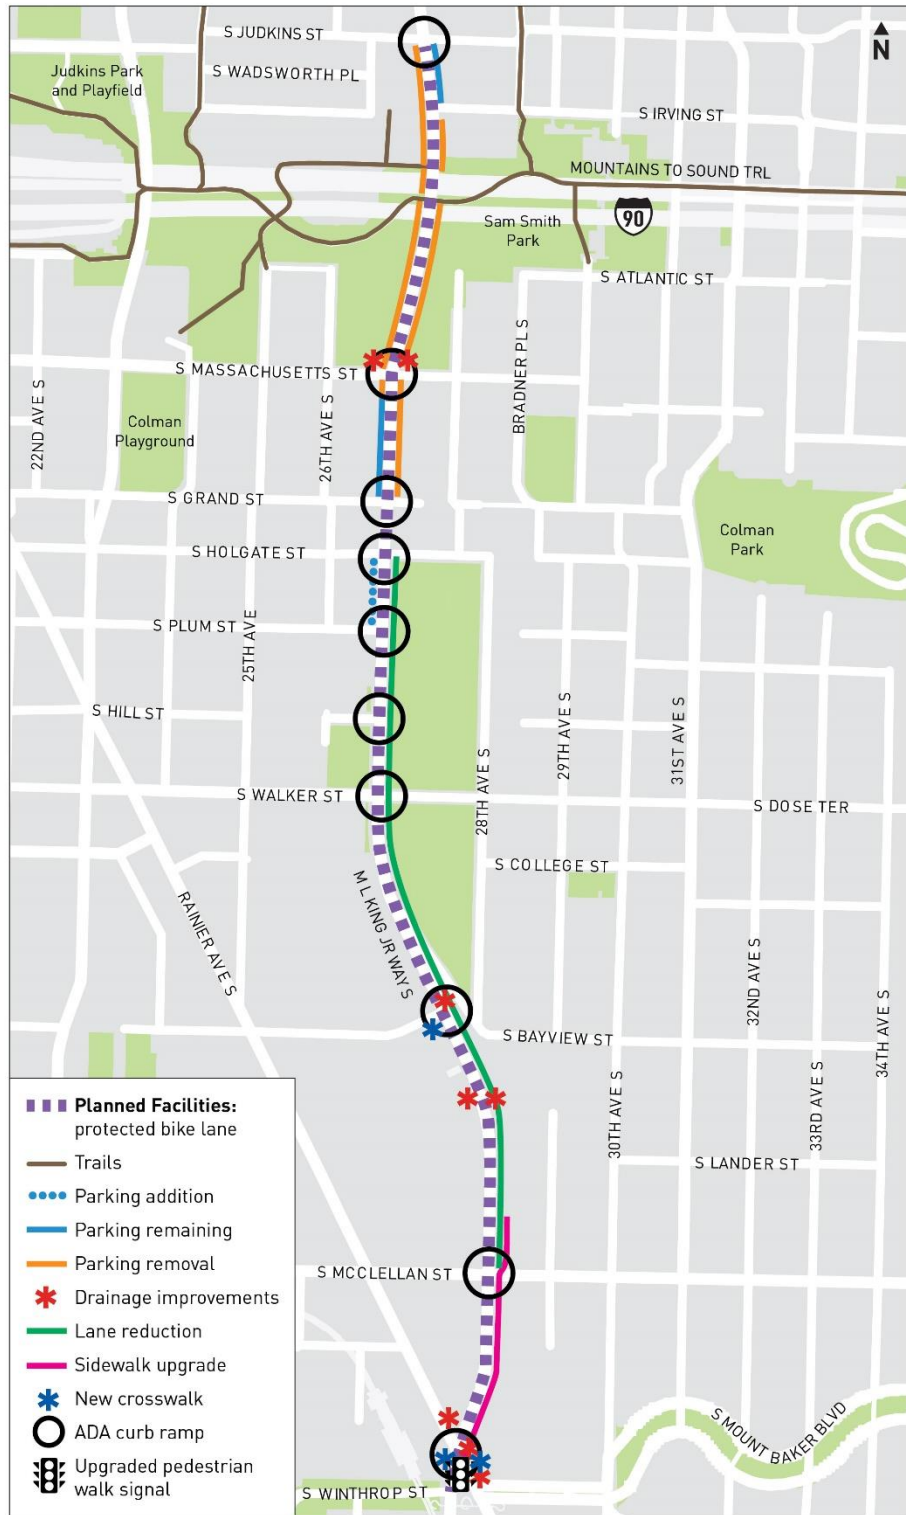 S JUDKINS ST
N
Judkins Park
and Playfield
S WADSWORTH PL
S IRVING ST
MOUNTAINS TO SOUND TRL
90
Sam Smith
Park
S ATLANTIC ST
S MASSACHUSETTS ST
22ND AVE S
Colman
Playground
26TH AVE S
BRADNER PL S
S GRAND ST
Colman
Park
S HOLGATE ST
S PLUM ST
25TH AVE
S HILL ST
28TH AVE S
29TH AVE S
31ST AVE S
S WALKER ST
S DOSE TER
S COLLEGE ST
M L KING JR WAY S
RAINIER AVE S
32ND AVE S
34TH AVE S
S BAYVIEW ST
30TH AVE S
33RD AVE S
S LANDER ST
S MCCLELLAN ST
S MOUNT BAKER BLVD
S WINTHROP ST
Planned Facilities:
protected bike lane
Trails
Parking addition
Parking remaining
Parking removal
Drainage improvements
Lane reduction
Sidewalk upgrade
New crosswalk
ADA curb ramp
Upgraded pedestrian
walk signal